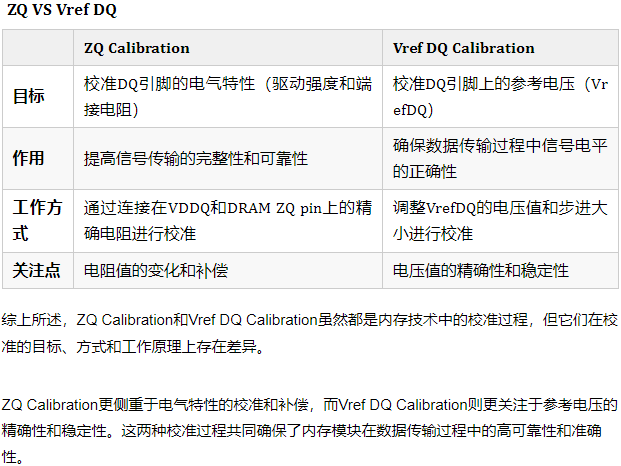 ZQ VS Vref DQ
ZQ Calibration
Vref DQ Calibration
目标
校准DQ引脚的电气特性（驱动强度和端
接电阻）
校准DQ引脚上的参考电压（Vr
efDQ）
作用
提高信号传输的完整性和可靠性
确保数据传输过程中信号电平
的正确性
工作方
式
通过连接在VDDQ和DRAM ZQ pin上的精
确电阻进行校准
调整VrefDQ的电压值和步进大
小进行校准
关注点
电阻值的变化和补偿
电压值的精确性和稳定性
综上所述，ZQ Calibration和Vref DQ Calibration虽然都是内存技术中的校准过程，但它们在校
准的目标、方式和工作原理上存在差异。
ZQ Calibration更侧重于电气特性的校准和补偿，而Vref DQ Calibration则更关注于参考电压的
精确性和稳定性。这两种校准过程共同确保了内存模块在数据传输过程中的高可靠性和准确
性。